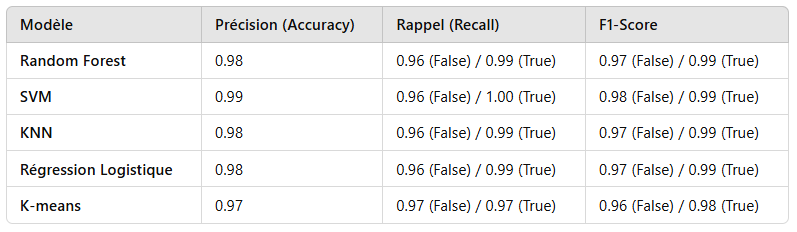 Modèle Précision (Accuracy) Rappel (Recall) F1-Score
Random Forest 0.98 0.96 (False) / 0.99 (True) 0.97 (False) / 0.99 (True)
SVM 0.99 0.96 (False) / 1.00 (True) 0.98 (False) / 0.99 (True)
KNN 0.98 0.96 (False) / 0.99 (True) 0.97 (False) / 0.99 (True)
Régression Logistique 0.98 0.96 (False) / 0.99 (True) 0.97 (False) / 0.99 (True)
K-means 0.97 0.97 (False) / 0.97 (True) 0.96 (False) / 0.98 (True)